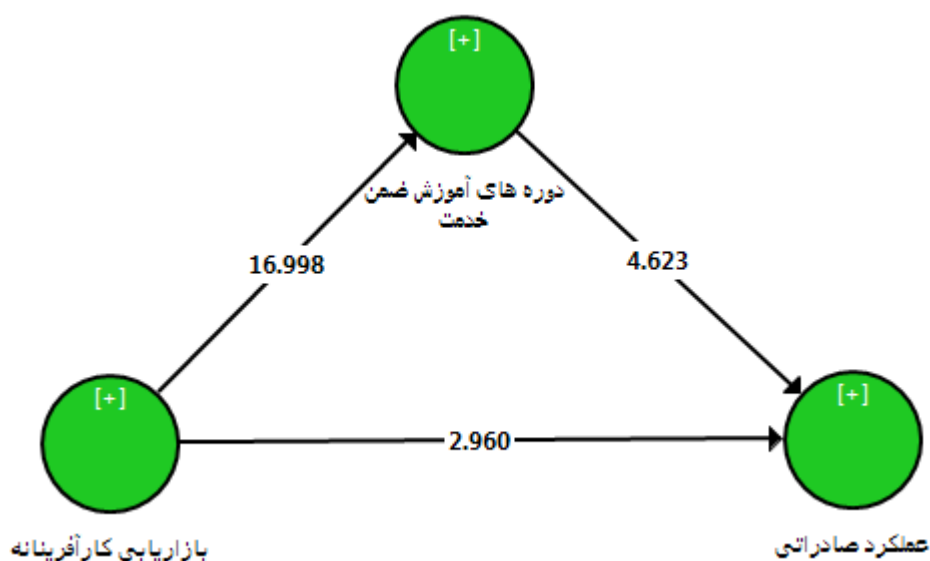 [+]
دوره های آموزش ضمن
خدمت
16.998
4.623
[+]
[+]
2.960
بازاریابی کارآفرینانه
عملکرد صادراتی